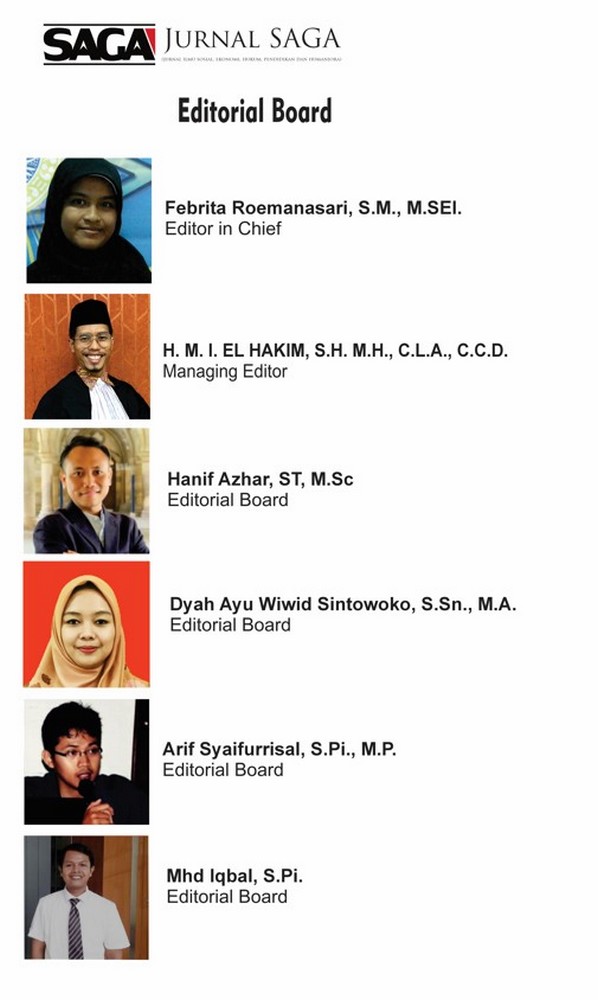 SAGA JURNAL SAGA
(JURNAL ILMU SOSIAL, EKONOMI, HUKUM, PENDIDIKAN DAN HUMANIORA)
Editorial Board
Febrita Roemanasari, S.M., M.SEI.
Editor in Chief
H. M. I. EL HAKIM, S.H. M.H., C.L.A., C.C.D.
Managing Editor
Hanif Azhar, ST, M.Sc
Editorial Board
Dyah Ayu Wiwid Sintowoko, S.Sn., M.A.
Editorial Board
Arif Syaifurrisal, S.Pi., M.P.
Editorial Board
Mhd Iqbal, S.Pi.
Editorial Board